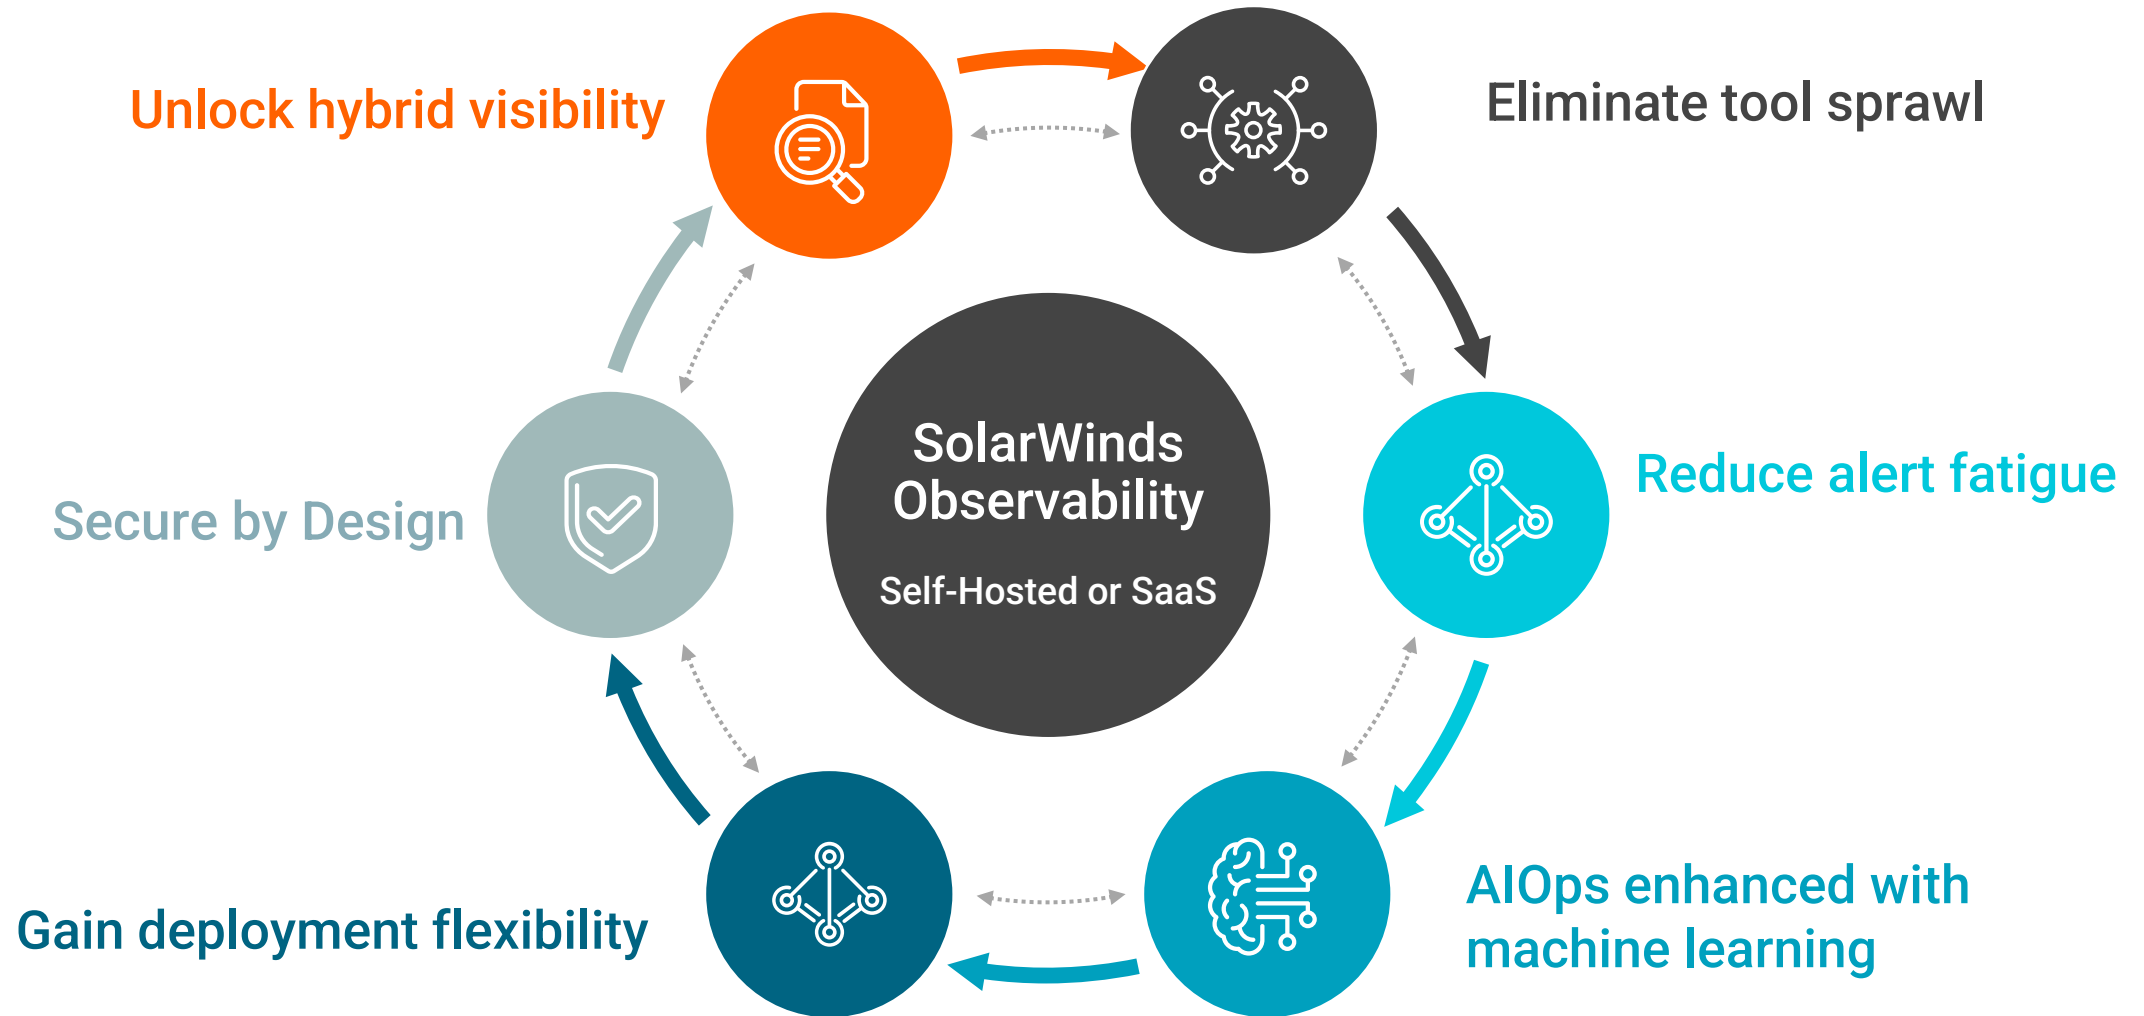 Unlock hybrid visibility
Eliminate tool sprawl
SolarWinds
Observability
Self-Hosted or SaaS
Reduce alert fatigue
Secure by Design
AIOps enhanced with
machine learning
Gain deployment flexibility